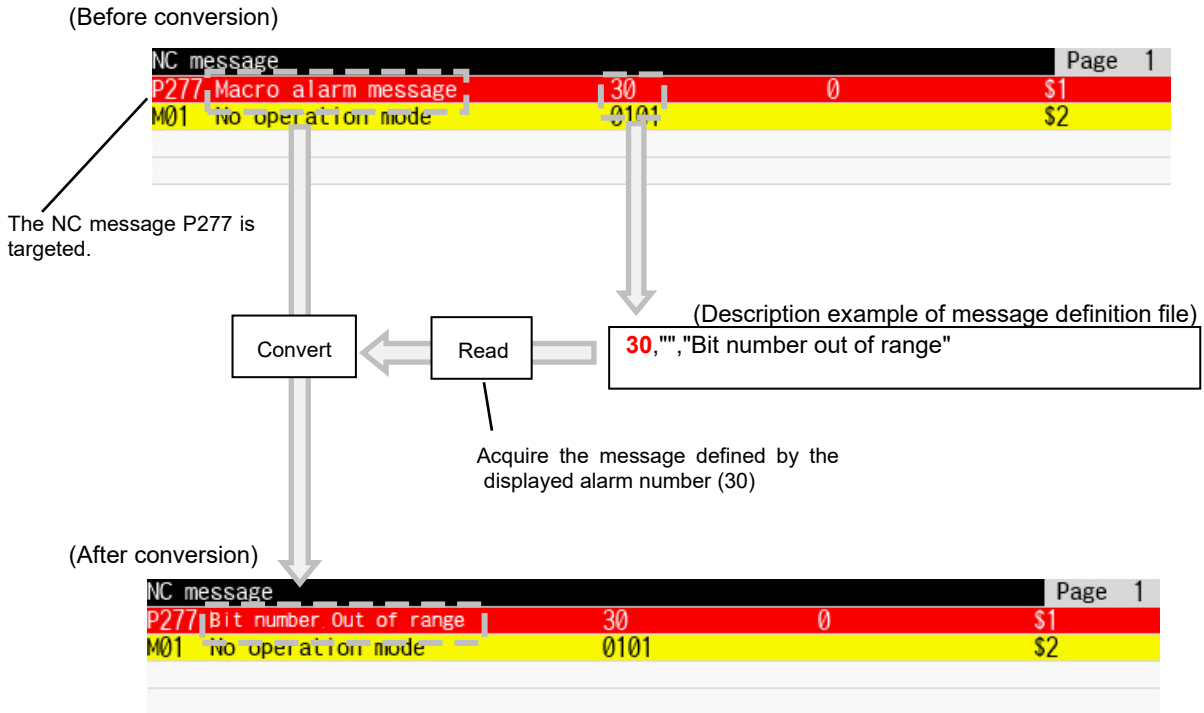 (Before conversion)
NC message Page 1
P277 Macro alarm message 30 0 $1
M01 No operation mode 0101 $2
The NC message P277 is
targeted.
(Description example of message definition file)
30,"","Bit number out of range"
Convert
Read
Acquire the message defined by the
displayed alarm number (30)
(After conversion)
NC message Page 1
P277 Bit number Out of range 30 0 $1
M01 No operation mode 0101 $2